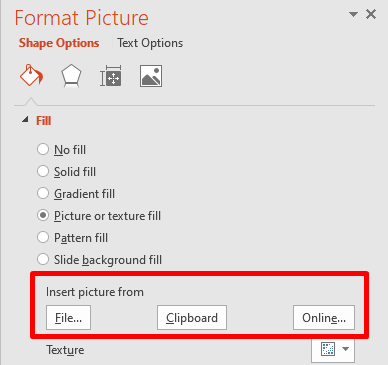 Format Picture
Shape Options Text Options
Fill
No fill
Solid fill
Gradient fill
Picture or texture fill
Pattern fill
Slide background fill
Insert picture from
File... Clipboard Online...
Texture